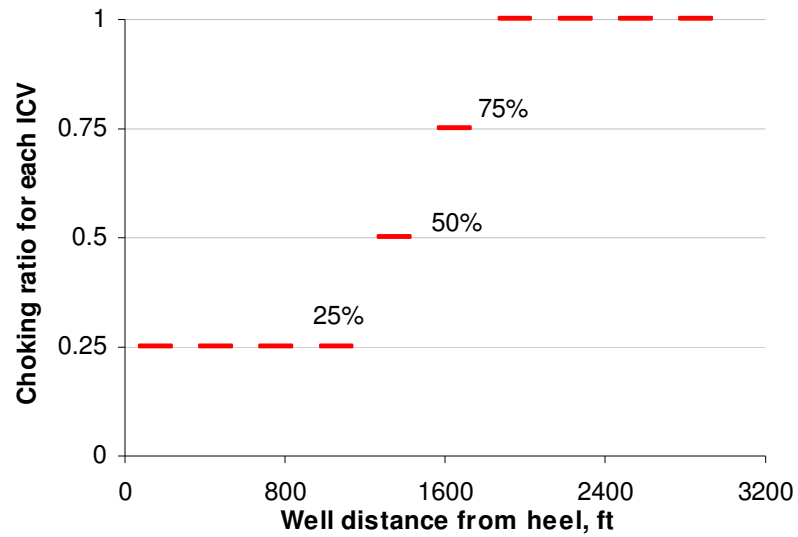 1
75%
0.75
50%
0.5
25%
0.25
0
0 800 1600 2400 3200
Choking ratio for each ICV
Well distance from heel, ft